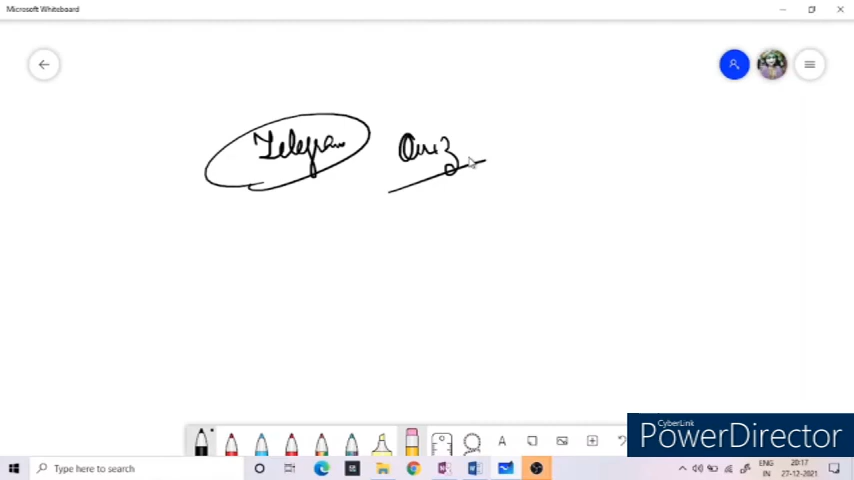 Microsoft Whiteboard
Telegram Quiz
A
CyberLink
PowerDirector
Type here to search
ENG
IN
20:17
27-12-2021